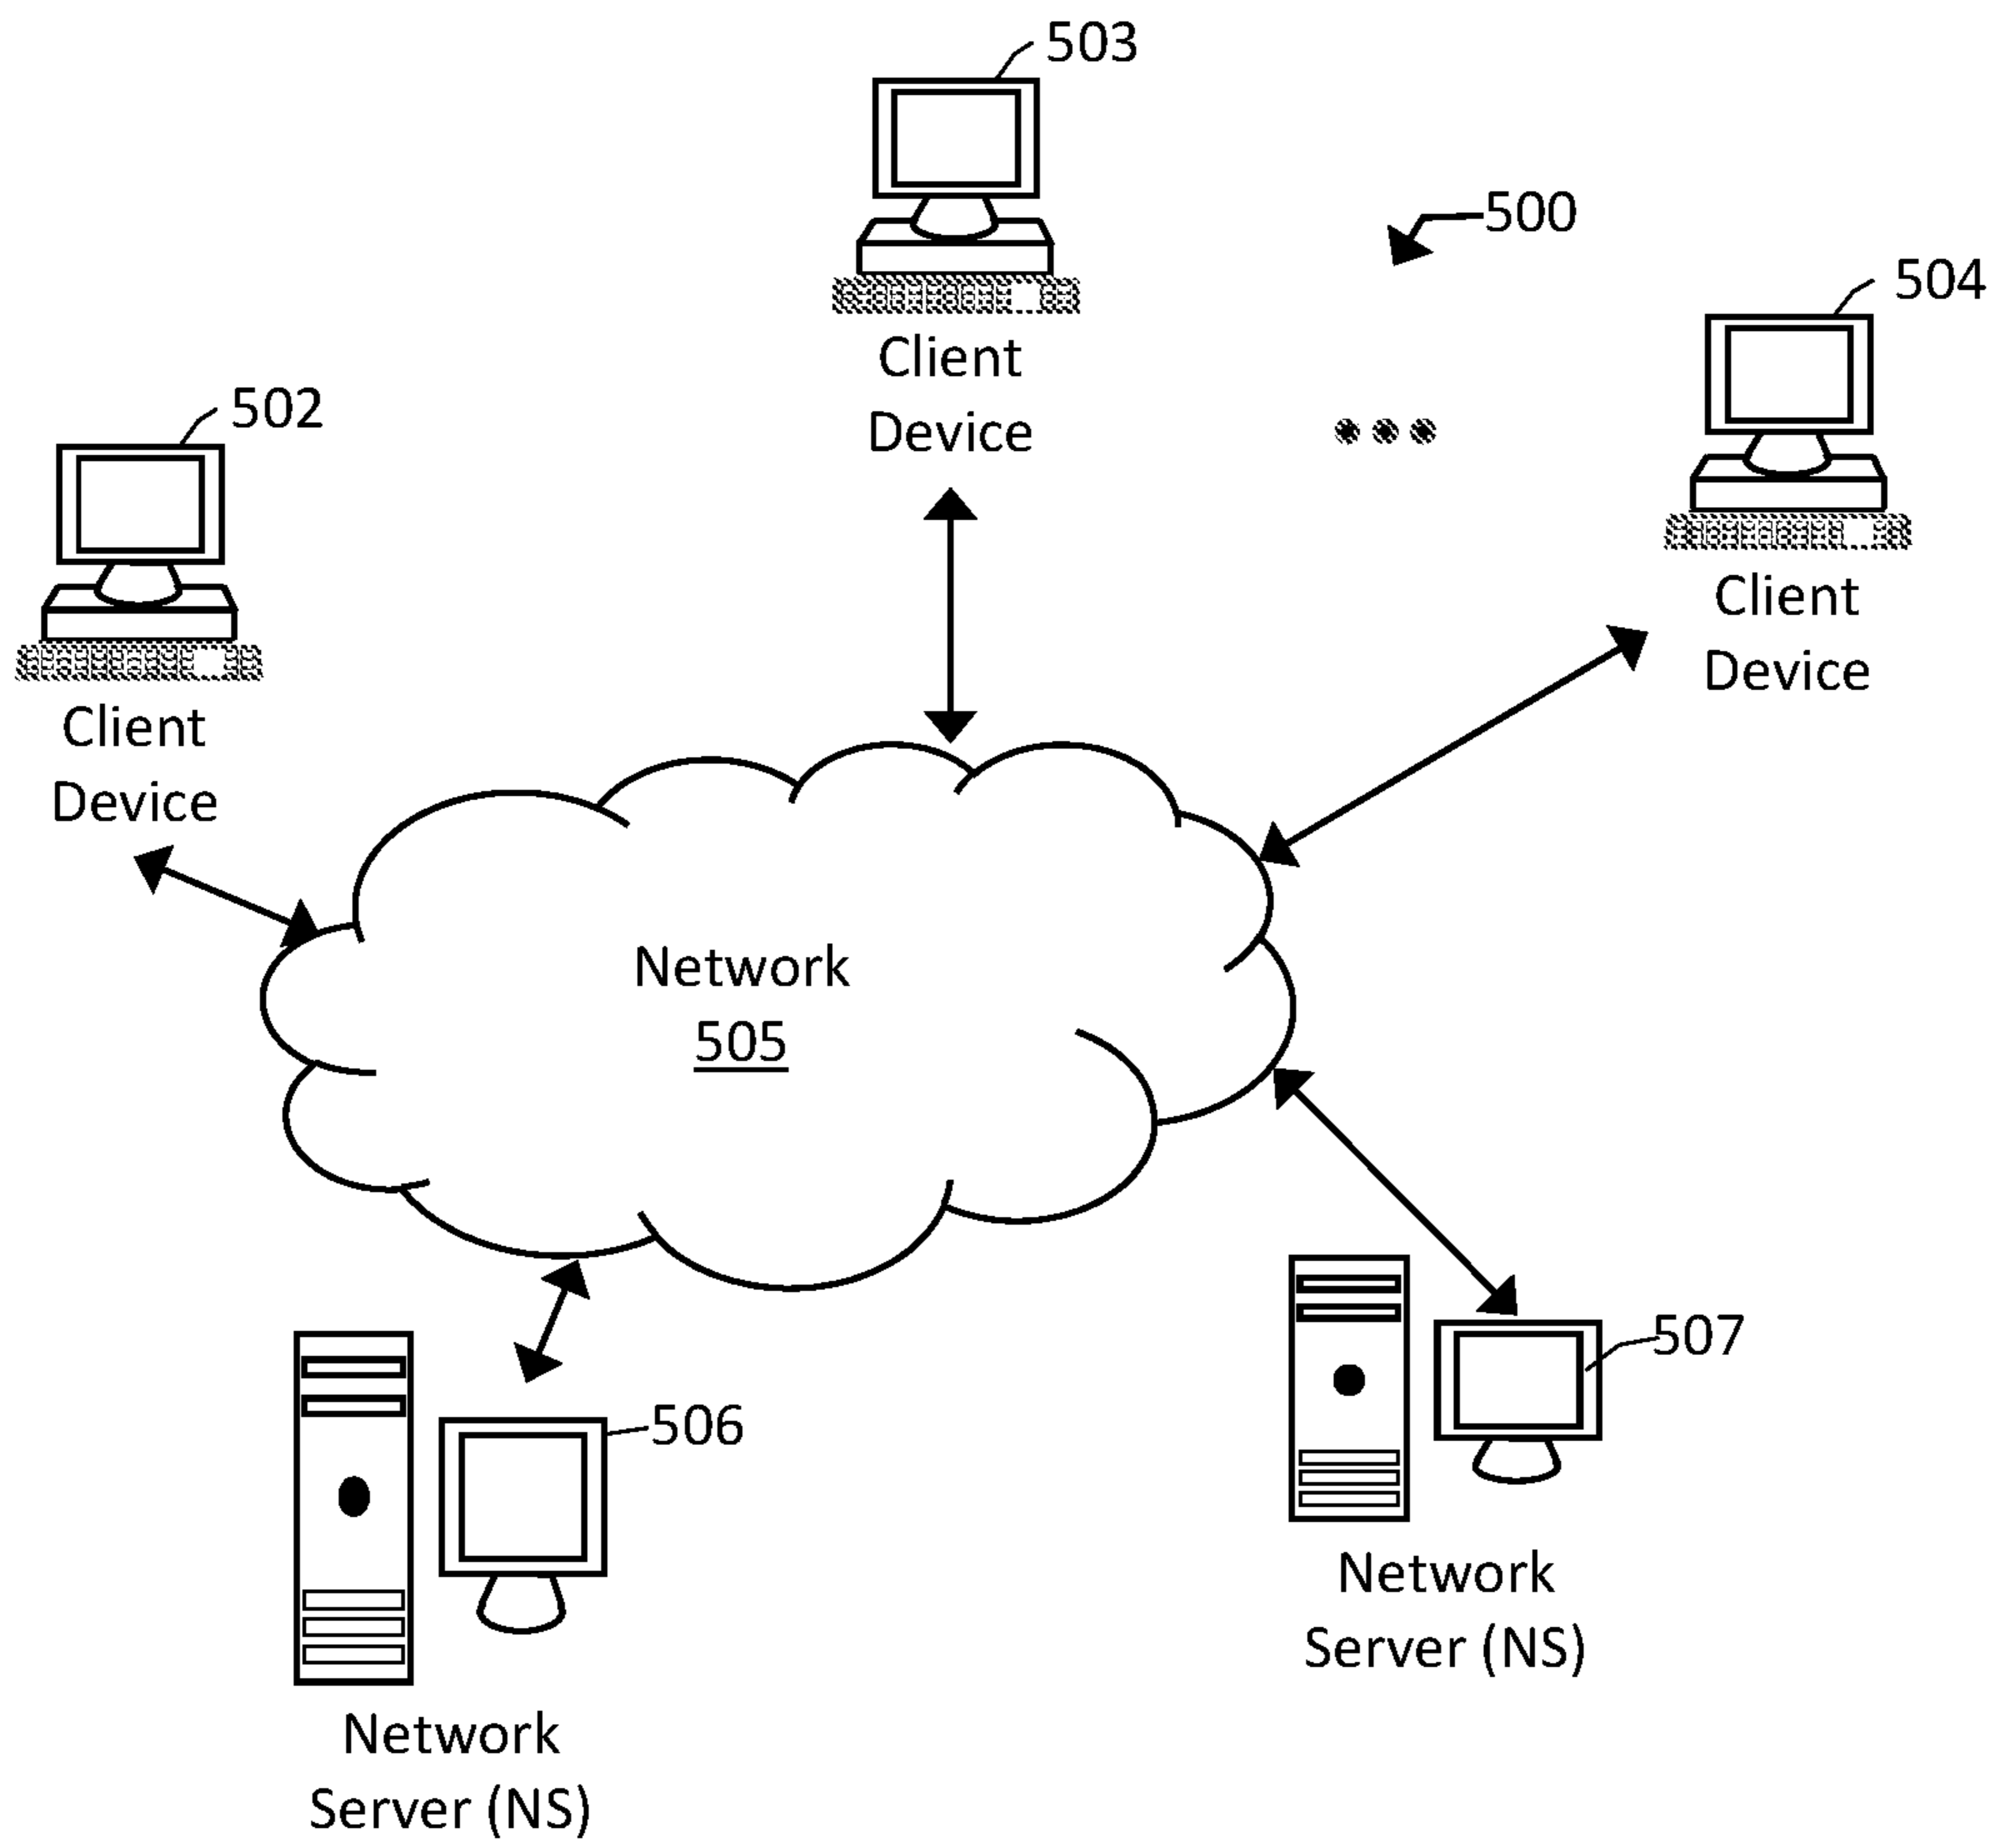 503
500
504
Client
Device
502
Client
Device
Client
Device
Network
505
507
506
Network
Server (NS)
Network
Server (NS)